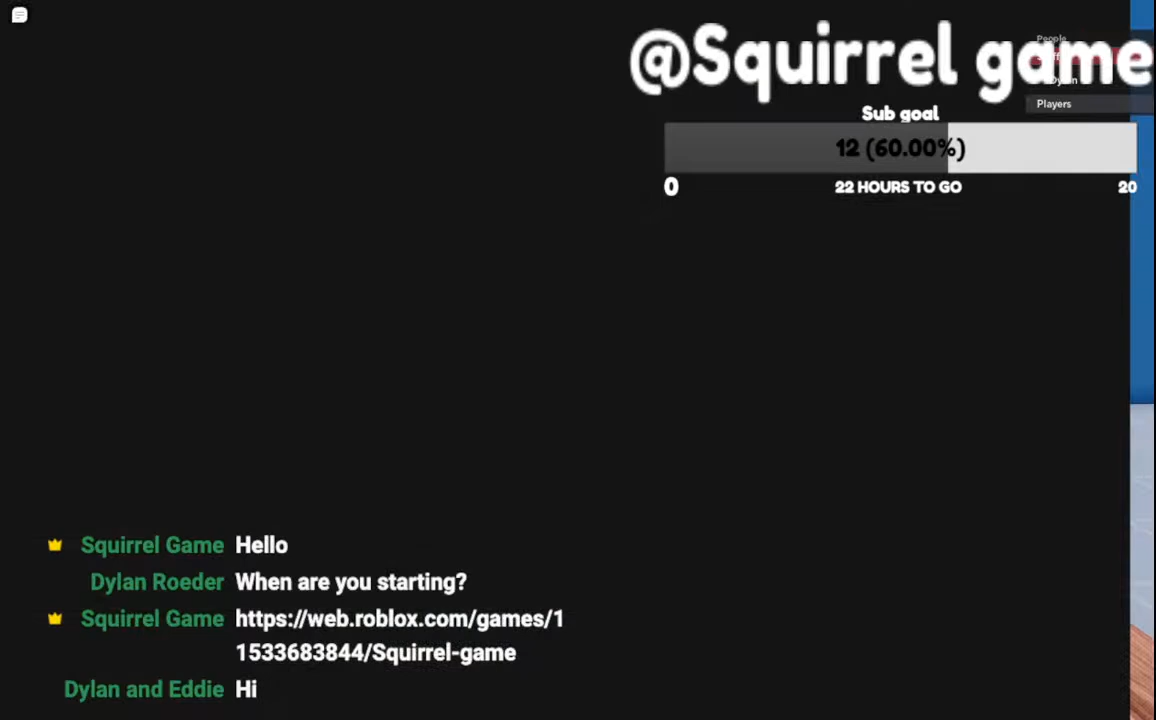 @Squirrel game
People
Players
Sub goal
12 (60.00%)
0
22 HOURS TO GO
20
Squirrel Game Hello
Dylan Roeder When are you starting?
Squirrel Game https://web.roblox.com/games/1
1533683844/Squirrel-game
Dylan and Eddie Hi